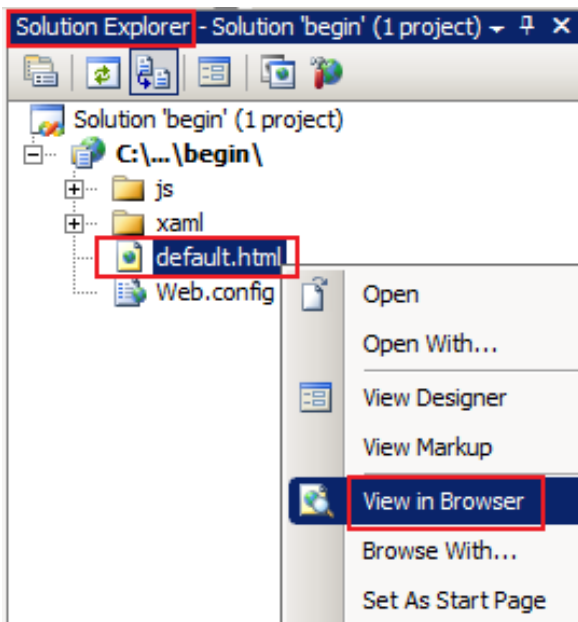 Solution Explorer - Solution 'begin' (1 project)
Solution 'begin' (1 project)
C:\...\begin\
js
xaml
default.html
Web.config
Open
Open With...
View Designer
View Markup
View in Browser
Browse With...
Set As Start Page